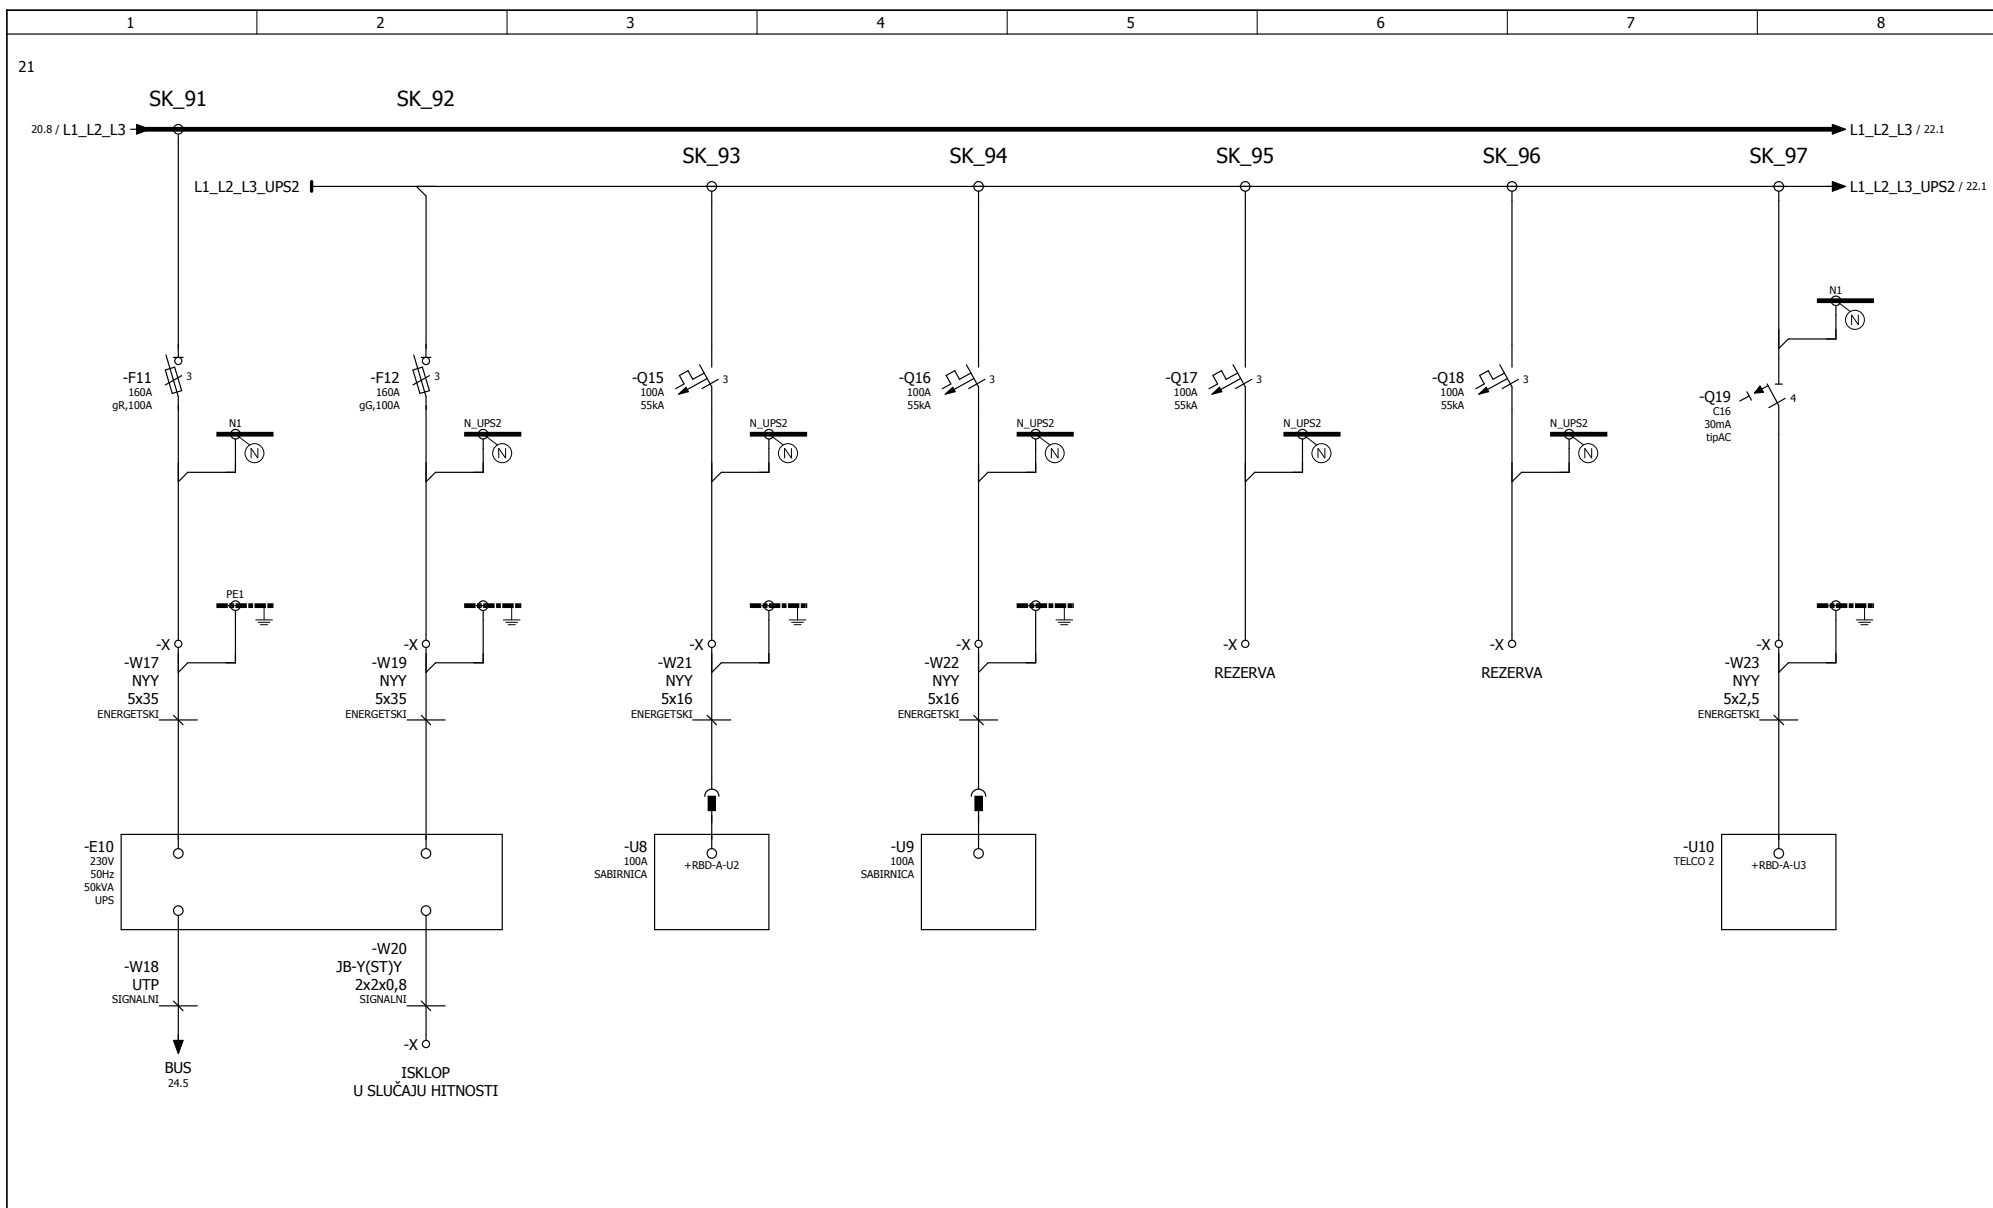 1 2 3 4 5 6 7 8
21
SK_91 SK_92
20.8 / L1_L2_L3 L1_L2_L3 / 22.1
SK_93 SK_94 SK_95 SK_96 SK_97
L1_L2_L3_UPS2 L1_L2_L3_UPS2 / 22.1
N1
N
-F11 3 -F12 3 -Q15 3 -Q16 3 -Q17 3 -Q18 3
160A 160A 100A 100A 100A 100A
gR,100A gG,100A 55kA 55kA 55kA 55kA
-Q19 4
C16
30mA
tipAC
N1 N_UPS2 N_UPS2 N_UPS2 N_UPS2 N_UPS2
N N N N N N
PE1
-X -X -X -X -X -X -X
-W17 -W19 -W21 -W22 REZERVA REZERVA -W23
NYY NYY NYY NYY NYY
5x35 5x35 5x16 5x16 5x2,5
ENERGETSKI ENERGETSKI ENERGETSKI ENERGETSKI ENERGETSKI
-E10 -U8 -U9 -U10
230V 100A 100A TELCO 2
50Hz SABIRNICA +RBD-A-U2 SABIRNICA +RBD-A-U3
50kVA
UPS
-W18 -W20
UTP JB-Y(ST)Y
SIGNALNI 2x2x0,8
SIGNALNI
-X
BUS ISKLOP
24.5 U SLUČAJU HITNOSTI